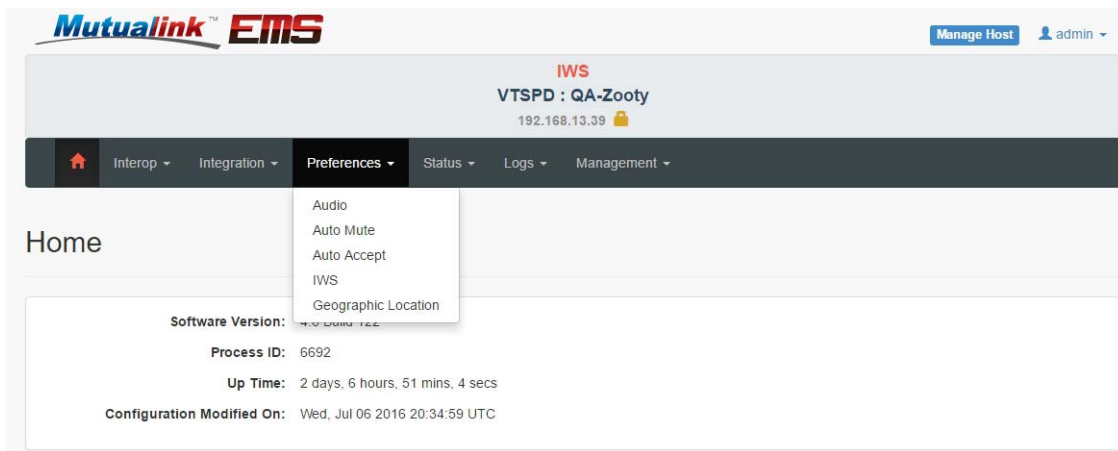 Mutualink™ EMS
Manage Host admin
IWS
VTSPD : QA-Zooty
192.168.13.39
Interop Integration Preferences Status Logs Management
Audio
Auto Mute
Auto Accept
IWS
Geographic Location
Home
Software Version:
Process ID: 6692
Up Time: 2 days, 6 hours, 51 mins, 4 secs
Configuration Modified On: Wed, Jul 06 2016 20:34:59 UTC